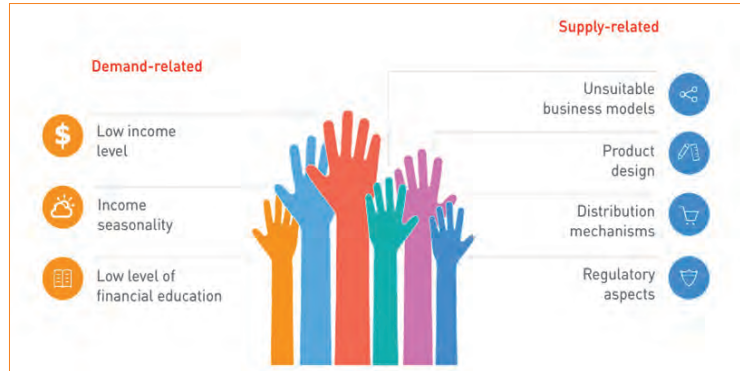 Demand-related
Low income
level
Income
seasonality
Low level of
financial education
Supply-related
Unsuitable
business models
Product
design
Distribution
mechanisms
Regulatory
aspects